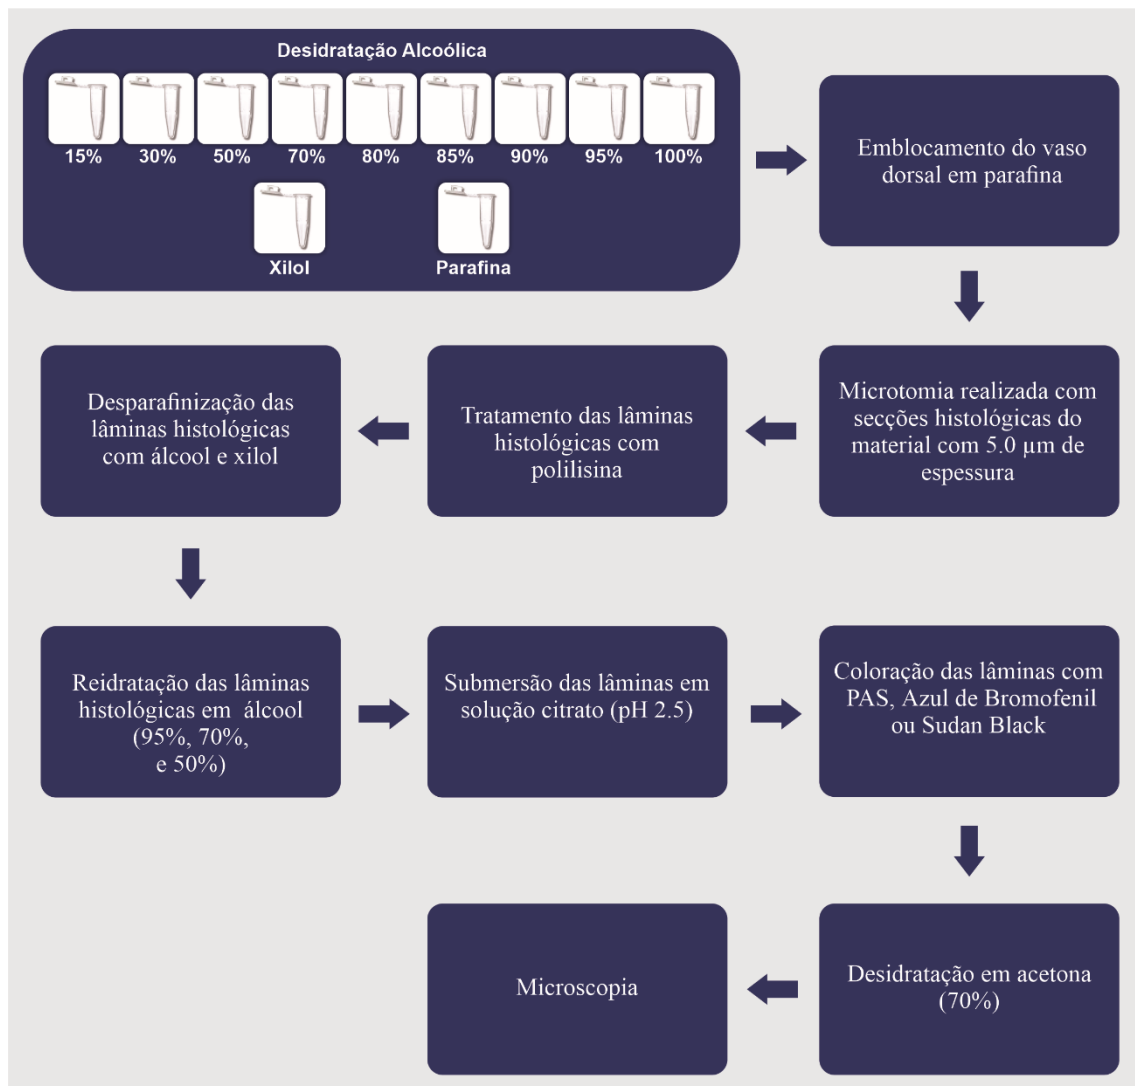 Desidratação Alcoólica
15% 30% 50% 70% 80% 85% 90% 95% 100%
Xilol Parafina
Emblocamento do vaso
dorsal em parafina
Microtomia realizada com
secções histológicas do
material com 5.0 µm de
espessura
Tratamento das lâminas
histológicas com
polilisina
Desparafinização das
lâminas histológicas
com álcool e xilol
Reidratação das lâminas
histológicas em álcool
(95%, 70%,
e 50%)
Submersão das lâminas em
solução citrato (pH 2.5)
Coloração das lâminas com
PAS, Azul de Bromofenil
ou Sudan Black
Desidratação em acetona
(70%)
Microscopia